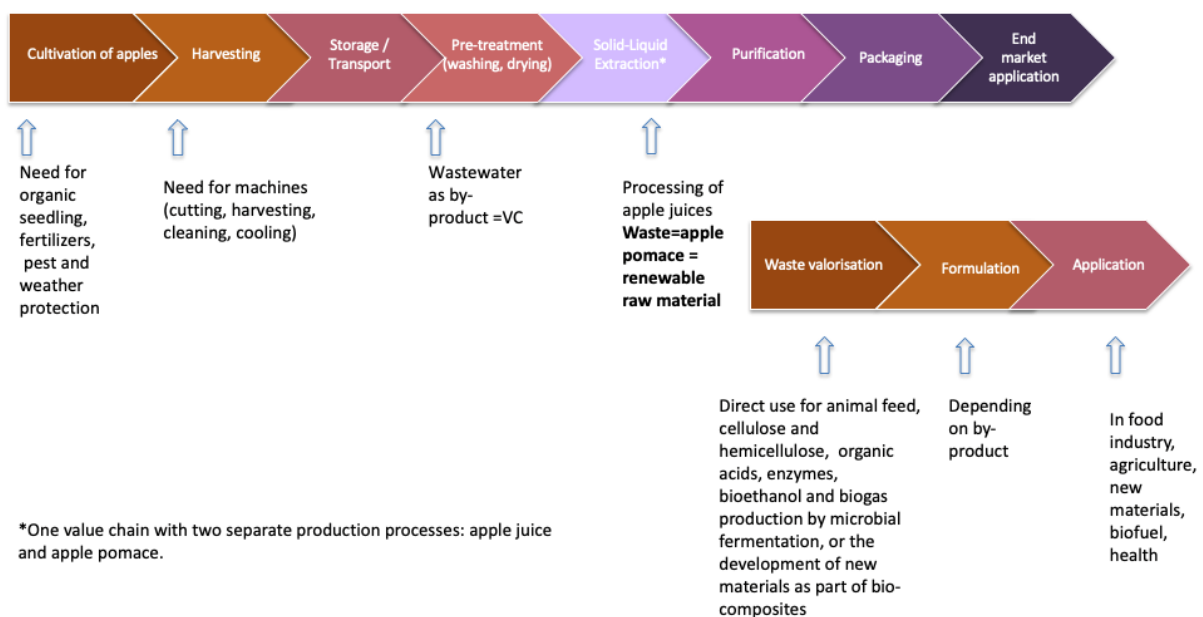 Cultivation of apples
Harvesting
Storage /
Transport
Pre-treatment
(washing, drying)
Solid-Liquid
Extraction*
Purification
Packaging
End
market
application
Need for
organic
seedling,
fertilizers,
pest and
weather
protection
Need for machines
(cutting, harvesting,
cleaning, cooling)
Wastewater
as by-
product =VC
Processing of
apple juices
Waste=apple
pomace =
renewable
raw material
Waste valorisation
Formulation
Application
Direct use for animal feed,
cellulose and
hemicellulose, organic
acids, enzymes,
bioethanol and biogas
production by microbial
fermentation, or the
development of new
materials as part of bio-
composites
Depending
on by-
product
In food
industry,
agriculture,
new
materials,
biofuel,
health
*One value chain with two separate production processes: apple juice
and apple pomace.